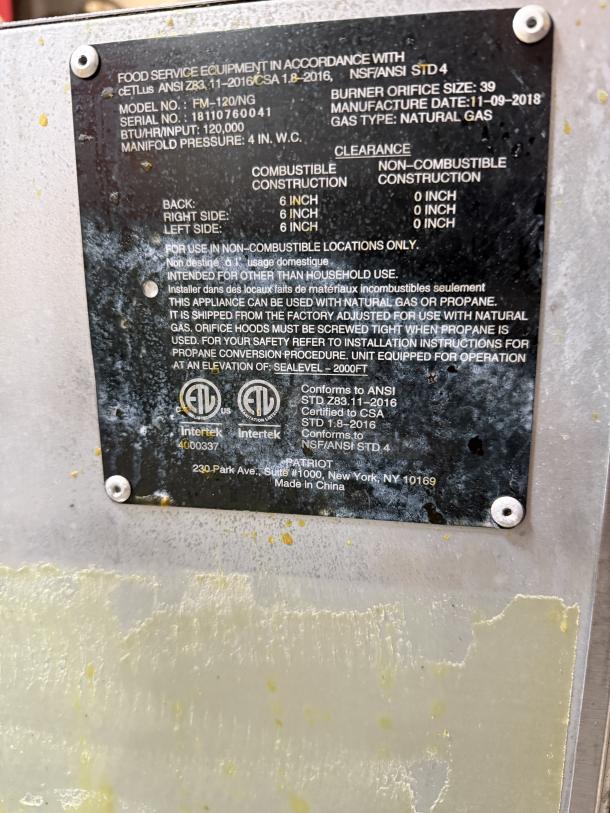 FOOD SERVICE EQUIPMENT IN ACCORDANCE WITH
cETLus ANSI Z83.11-2016/CSA 1.8-2016, NSF/ANSI STD 4
MODEL NO.: FM-120/NG BURNER ORIFICE SIZE: 39
SERIAL NO.: 18110760041 MANUFACTURE DATE:11-09-2018
BTU/HR/INPUT: 120,000 GAS TYPE: NATURAL GAS
MANIFOLD PRESSURE: 4 IN. W.C.
CLEARANCE
COMBUSTIBLE NON-COMBUSTIBLE
CONSTRUCTION CONSTRUCTION
BACK: 6 INCH 0 INCH
RIGHT SIDE: 6 INCH 0 INCH
LEFT SIDE: 6 INCH 0 INCH
FOR USE IN NON-COMBUSTIBLE LOCATIONS ONLY.
Non destiné à l' usage domestique
INTENDED FOR OTHER THAN HOUSEHOLD USE.
Installer dans des locaux faits de matériaux incombustibles seulement
THIS APPLIANCE CAN BE USED WITH NATURAL GAS OR PROPANE.
IT IS SHIPPED FROM THE FACTORY ADJUSTED FOR USE WITH NATURAL
GAS. ORIFICE HOODS MUST BE SCREWED TIGHT WHEN PROPANE IS
USED. FOR YOUR SAFETY REFER TO INSTALLATION INSTRUCTIONS FOR
PROPANE CONVERSION PROCEDURE. UNIT EQUIPPED FOR OPERATION
AT AN ELEVATION OF: SEALEVEL - 2000FT
c ETL us ETL
Intertek Intertek
4000337
Conforms to ANSI
STD Z83.11-2016
Certified to CSA
STD 1.8-2016
Conforms to
NSF/ANSI STD 4
PATRIOT
230 Park Ave., Suite #1000, New York, NY 10169
Made in China